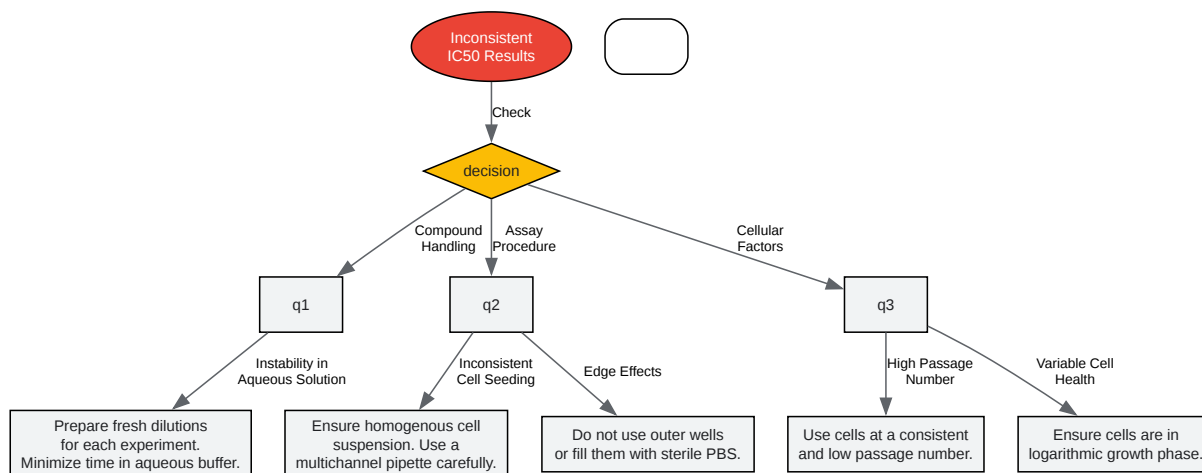 Inconsistent
IC50 Results
Check
decision
Compound
Handling
Assay
Procedure
Cellular
Factors
q1
q2
q3
Instability in
Aqueous Solution
Inconsistent
Cell Seeding
Edge Effects
High Passage
Number
Variable Cell
Health
Prepare fresh dilutions
for each experiment.
Minimize time in aqueous buffer.
Ensure homogenous cell
suspension. Use a
multichannel pipette carefully.
Do not use outer wells
or fill them with sterile PBS.
Use cells at a consistent
and low passage number.
Ensure cells are in
logarithmic growth phase.